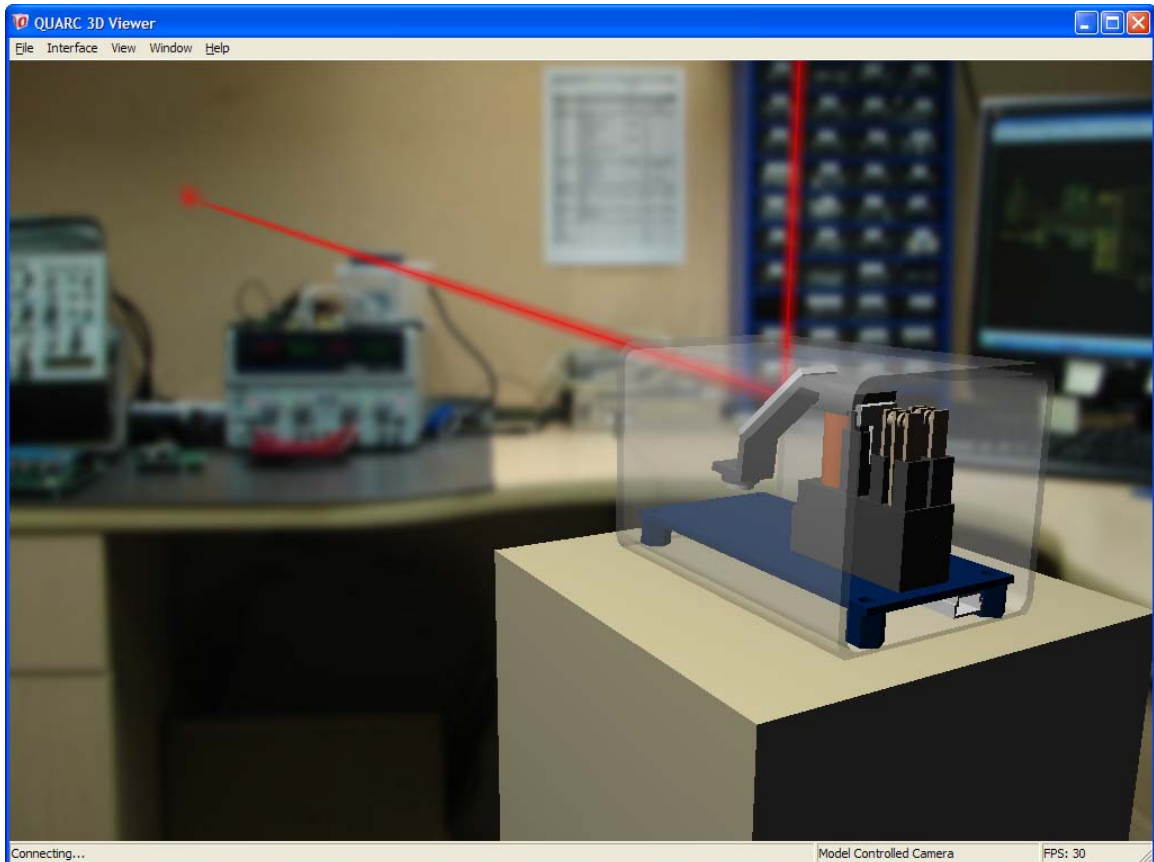 QUARC 3D Viewer
File Interface View Window Help
Connecting... Model Controlled Camera FPS: 30